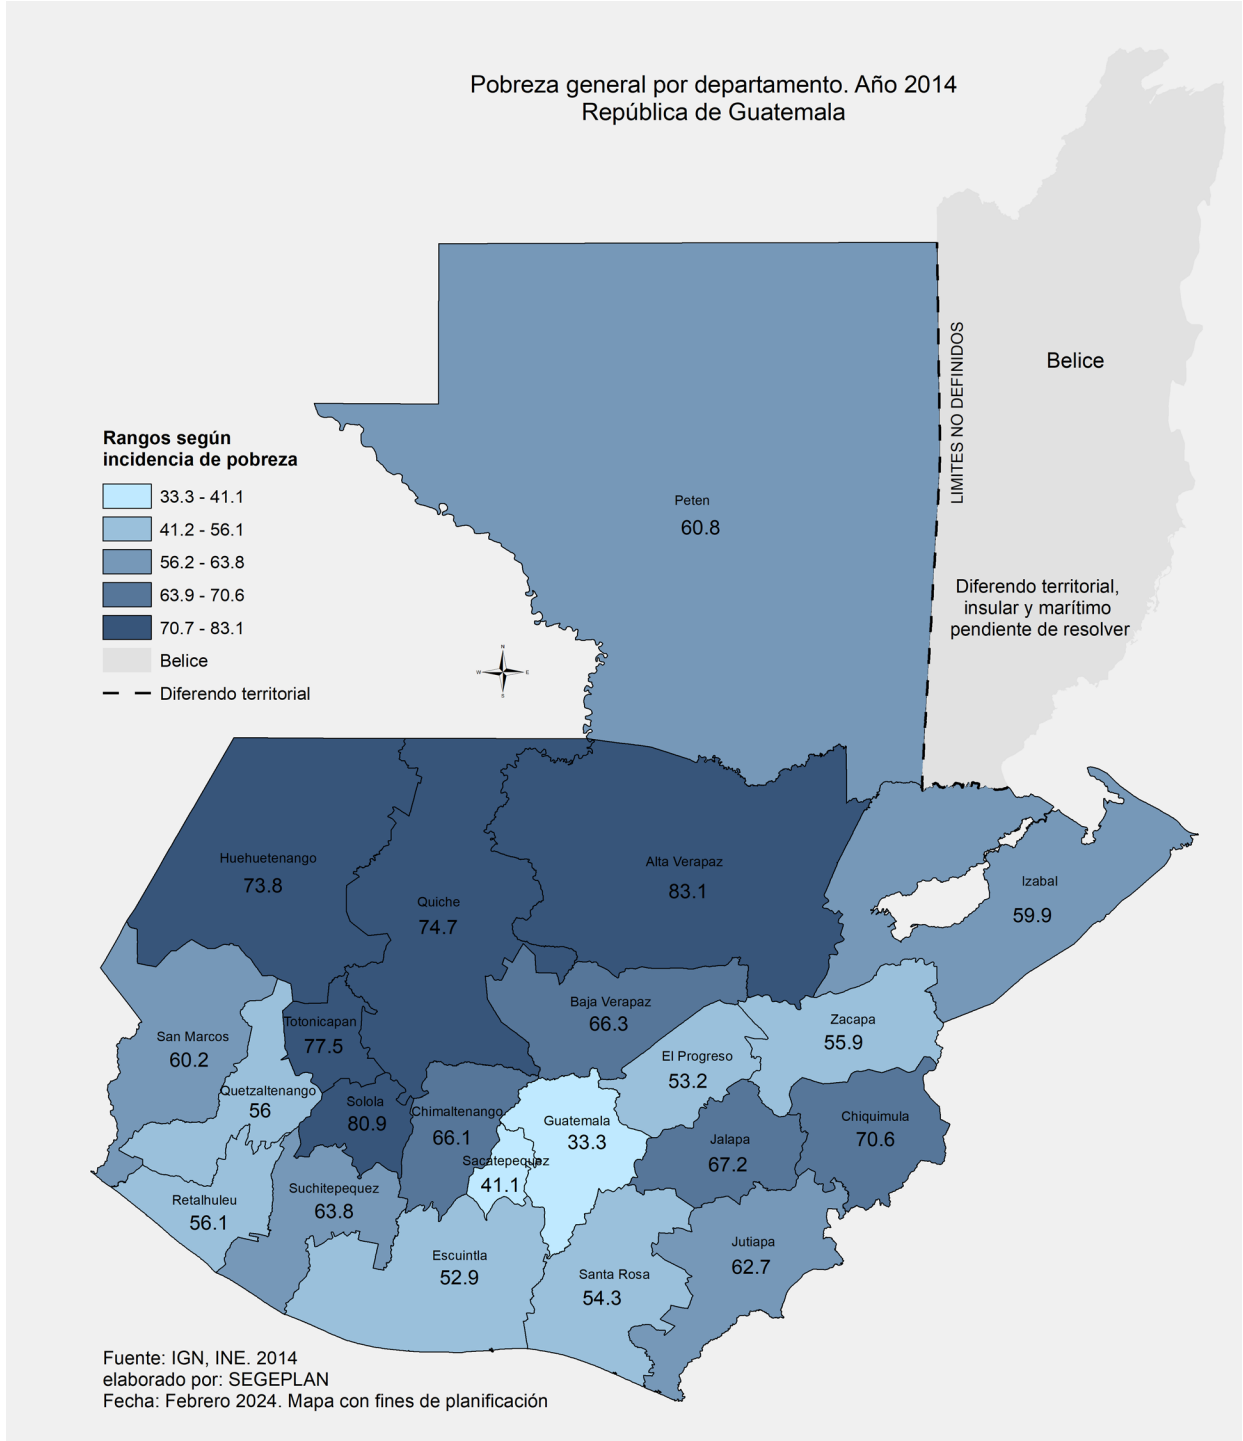 Pobreza general por departamento. Año 2014
República de Guatemala
LIMITES NO DEFINIDOS
Belice
Rangos según
incidencia de pobreza
33.3 - 41.1
41.2 - 56.1
56.2 - 63.8
63.9 - 70.6
70.7 - 83.1
Belice
Diferendo territorial
Peten
60.8
Diferendo territorial,
insular y marítimo
pendiente de resolver
N
W E
S
Huehuetenango
73.8
Quiche
74.7
Alta Verapaz
83.1
Izabal
59.9
San Marcos
60.2
Totonicapan
77.5
Baja Verapaz
66.3
El Progreso
53.2
Zacapa
55.9
Quetzaltenango
56
Solola
80.9
Chimaltenango
66.1
Guatemala
33.3
Jalapa
67.2
Chiquimula
70.6
Sacatepequez
41.1
Retalhuleu
56.1
Suchitepequez
63.8
Escuintla
52.9
Santa Rosa
54.3
Jutiapa
62.7
Fuente: IGN, INE. 2014
elaborado por: SEGEPLAN
Fecha: Febrero 2024. Mapa con fines de planificación